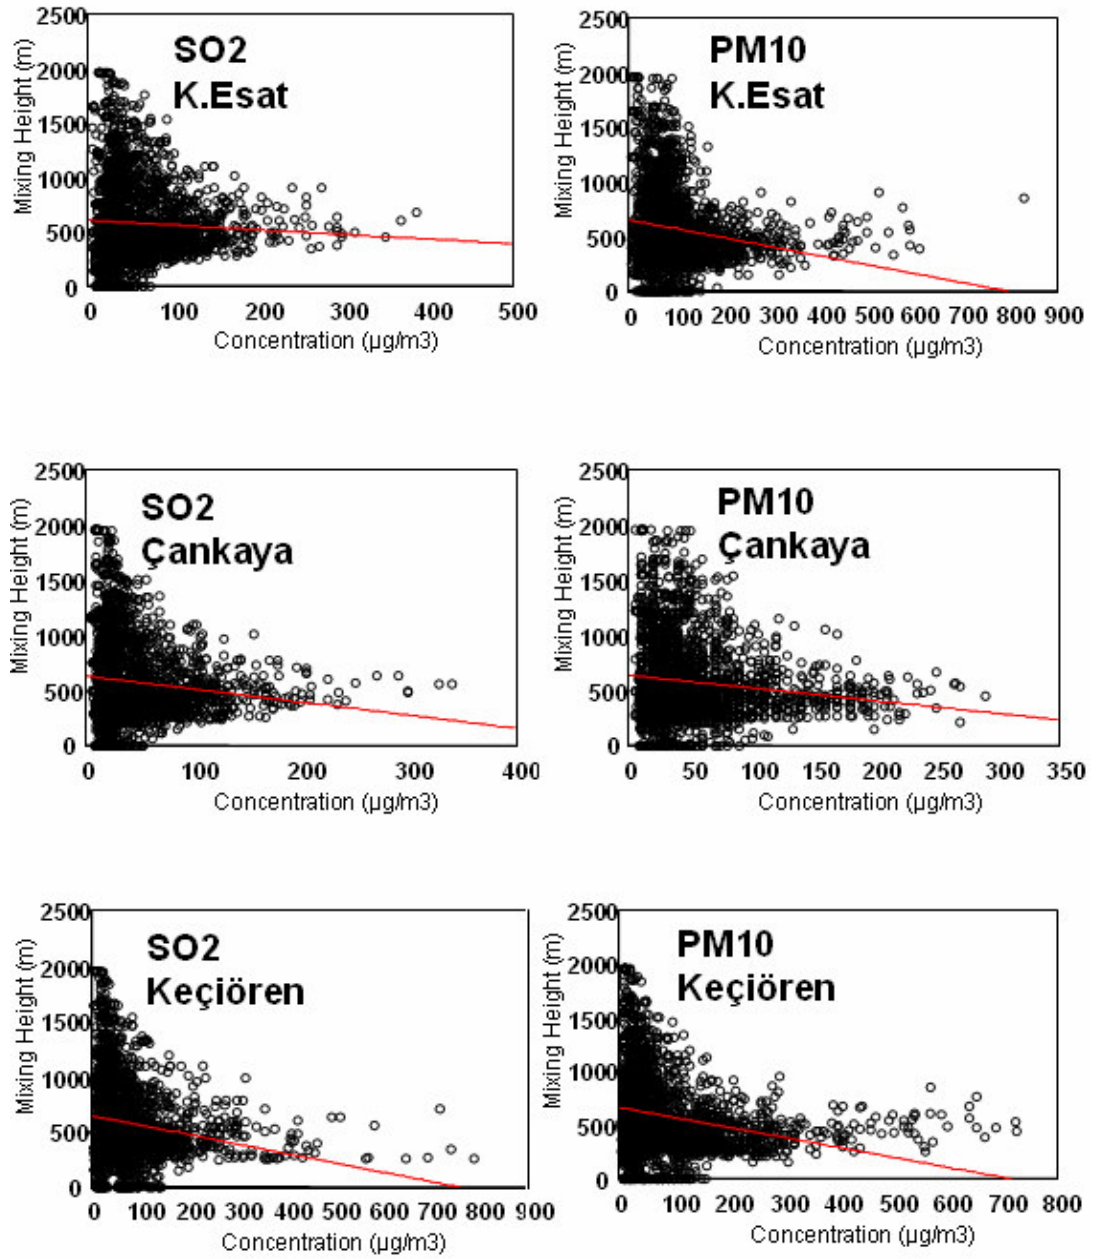 2500
2000
1500
1000
500
0
Mixing Height (m)
SO2
K.Esat
0 100 200 300 400 500
Concentration (µg/m3)
2500
2000
1500
1000
500
0
Mixing Height (m)
PM10
K.Esat
0 100 200 300 400 500 600 700 800 900
Concentration (µg/m3)
2500
2000
1500
1000
500
0
Mixing Height (m)
SO2
Çankaya
0 100 200 300 400
Concentration (µg/m3)
2500
2000
1500
1000
500
0
Mixing Height (m)
PM10
Çankaya
0 50 100 150 200 250 300 350
Concentration (µg/m3)
2500
2000
1500
1000
500
0
Mixing Height (m)
SO2
Keçiören
0 100 200 300 400 500 600 700 800 900
Concentration (µg/m3)
2500
2000
1500
1000
500
0
Mixing Height (m)
PM10
Keçiören
0 100 200 300 400 500 600 700 800
Concentration (µg/m3)